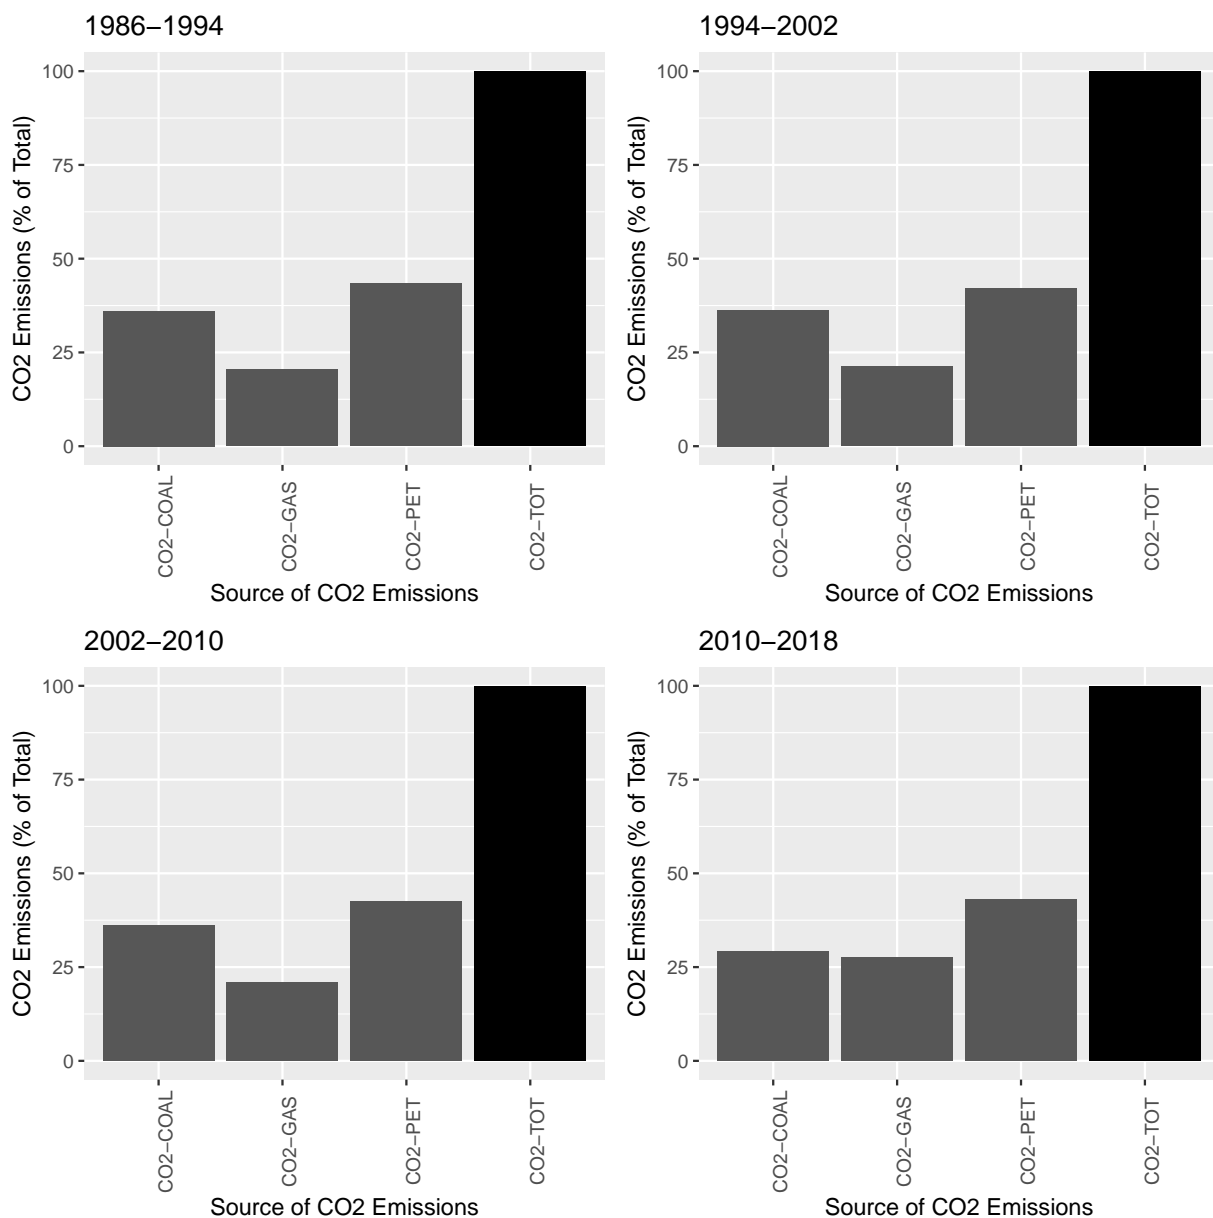 1986−1994
CO2 Emissions (% of Total)
100
75
50
25
0
CO2−COAL
CO2−GAS
CO2−PET
CO2−TOT
Source of CO2 Emissions
1994−2002
CO2 Emissions (% of Total)
100
75
50
25
0
CO2−COAL
CO2−GAS
CO2−PET
CO2−TOT
Source of CO2 Emissions
2002−2010
CO2 Emissions (% of Total)
100
75
50
25
0
CO2−COAL
CO2−GAS
CO2−PET
CO2−TOT
Source of CO2 Emissions
2010−2018
CO2 Emissions (% of Total)
100
75
50
25
0
CO2−COAL
CO2−GAS
CO2−PET
CO2−TOT
Source of CO2 Emissions